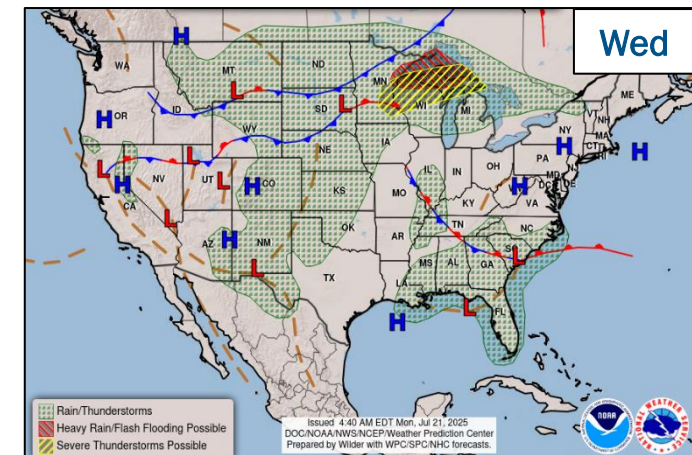 Wed
H
WA
MT
ND
MN
ME
L
L
H
OR
ID
SD
WI
MI
VT
NH
NY
MA
CT
RI
H
H
WY
IA
NE
PA
NJ
L
L
L
H
NV
UT
H
CO
IL
IN
OH
MD
DE
DC
H
WV
VA
CA
KS
MO
KY
L
H
AZ
NM
OK
AR
TN
NC
L
TX
MS
AL
GA
SC
L
LA
L
FL
H
Rain/Thunderstorms
Heavy Rain/Flash Flooding Possible
Severe Thunderstorms Possible
Issued 4:40 AM EDT Mon, Jul 21, 2025
DOC/NOAA/NWS/NCEP/Weather Prediction Center
Prepared by Wilder with WPC/SPC/NHC forecasts.
NOAA
NATIONAL WEATHER SERVICE